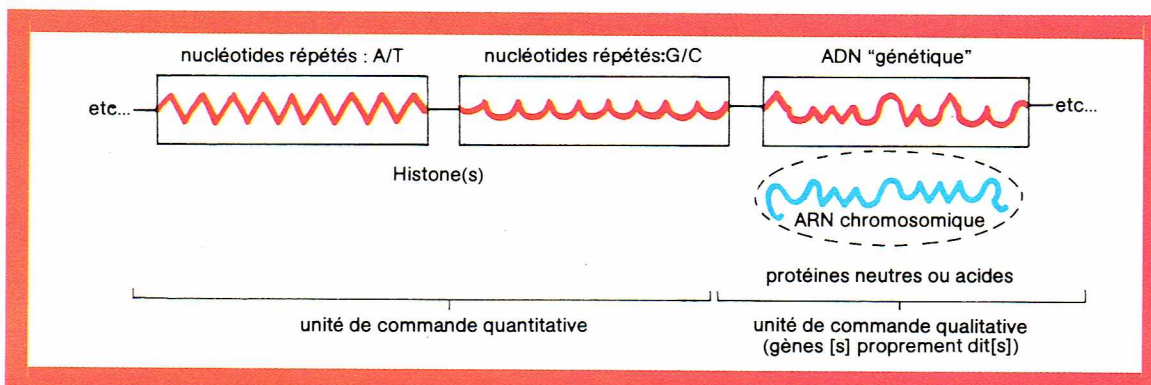 nucléotides répétés : A/T
nucléotides répétés:G/C
ADN "génétique"
etc...
etc...
Histone(s)
ARN chromosomique
protéines neutres ou acides
unité de commande quantitative
unité de commande qualitative
(gènes [s] proprement dit[s])